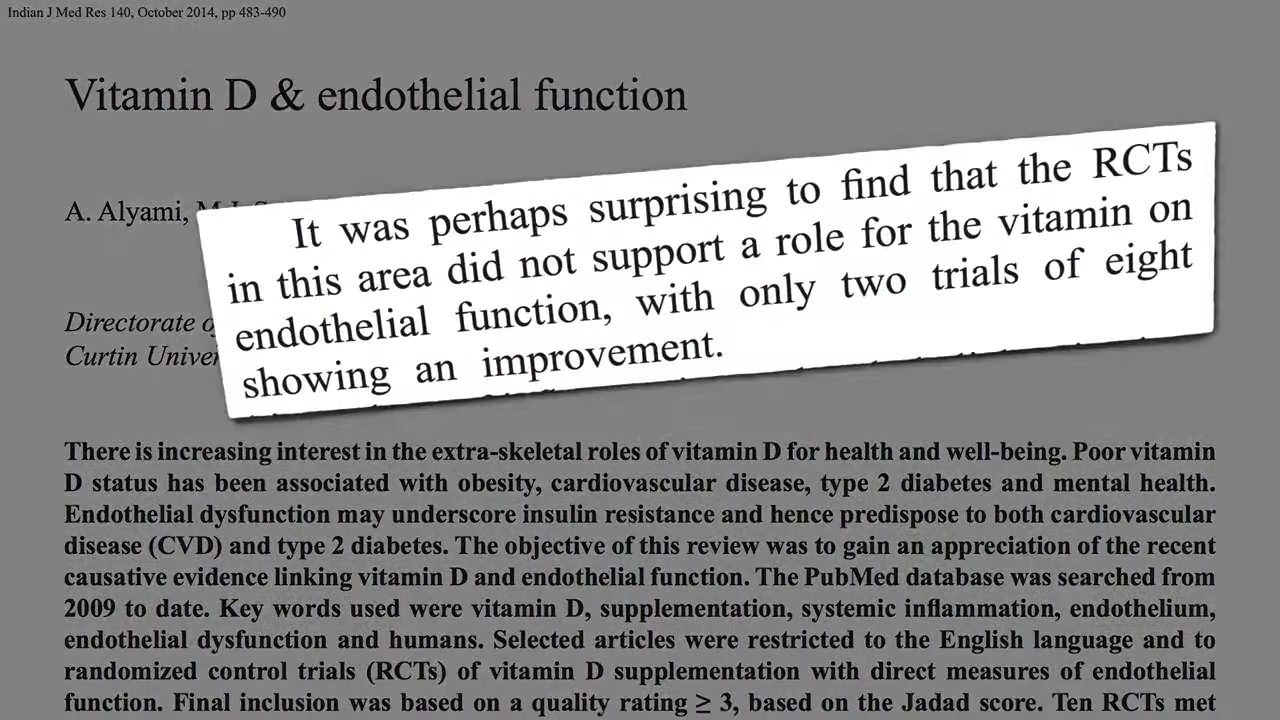 Indian J Med Res 140, October 2014, pp 483-490
Vitamin D & endothelial function
A. Alyami,
It was perhaps surprising to find that the RCTs
in this area did not support a role for the vitamin on
endothelial function, with only two trials of eight
showing an improvement.
Directorate
Curtin
There is increasing interest in the extra-skeletal roles of vitamin D for health and well-being. Poor vitamin
D status has been associated with obesity, cardiovascular disease, type 2 diabetes and mental health.
Endothelial dysfunction may underscore insulin resistance and hence predispose to both cardiovascular
disease (CVD) and type 2 diabetes. The objective of this review was to gain an appreciation of the recent
causative evidence linking vitamin D and endothelial function. The PubMed database was searched from
2009 to date. Key words used were vitamin D, supplementation, systemic inflammation, endothelium,
endothelial dysfunction and humans. Selected articles were restricted to the English language and to
randomized control trials (RCTs) of vitamin D supplementation with direct measures of endothelial
function. Final inclusion was based on a quality rating ≥ 3, based on the Jadad score. Ten RCTs met